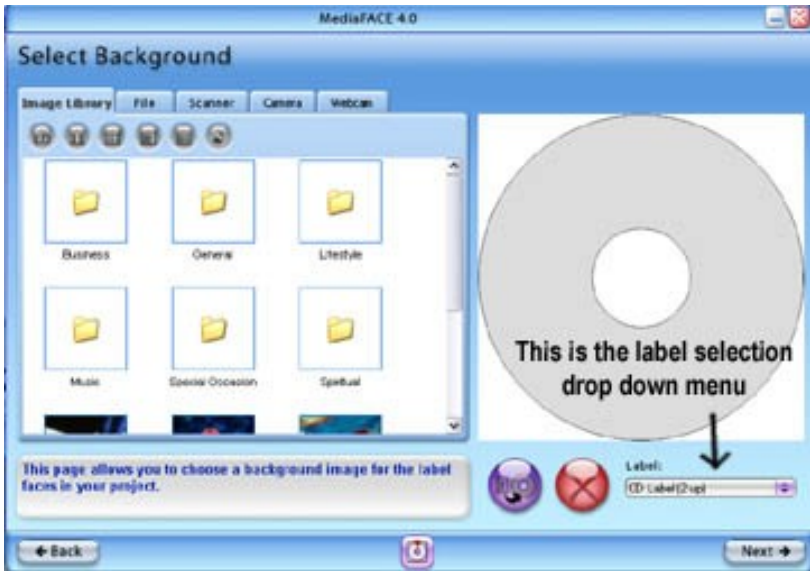 MediaFACE 4.0
Select Background
Image Library File Scanner Camera Webcam
Business General Lifestyle
Music Special Occasion Spiritual
This is the label selection
drop down menu
This page allows you to choose a background image for the label
faces in your project.
Label:
CD Label(2 up)
Back
Next